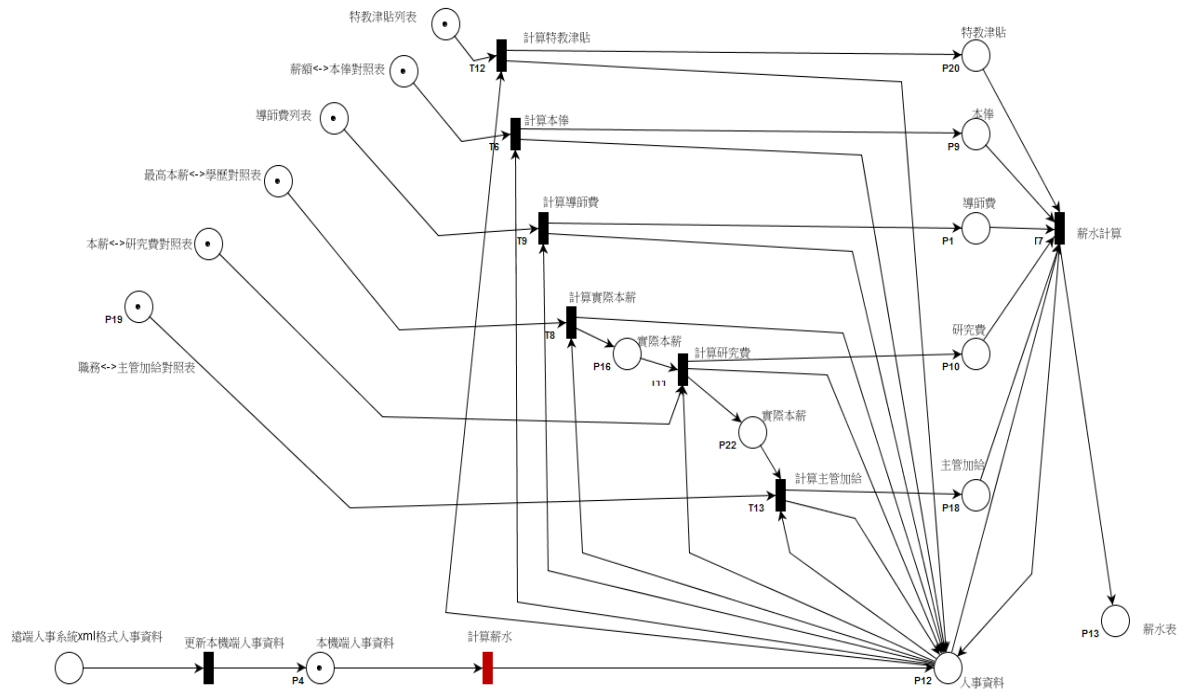 特教津貼列表
計算特教津貼
T12
特教津貼
P20
薪額<->本俸對照表
計算本俸
T6
本俸
P9
導師費列表
計算導師費
T9
導師費
P1
薪水計算
最高本薪<->學歷對照表
本薪<->研究費對照表
P19
職務<->主管加給對照表
計算實際本薪
T8
實際本薪
P16
計算研究費
研究費
P10
實際本薪
P22
計算主管加給
T13
主管加給
P18
遠端人事系統xml格式人事資料
更新本機端人事資料
本機端人事資料
P4
計算薪水
P12
人事資料
P13
薪水表